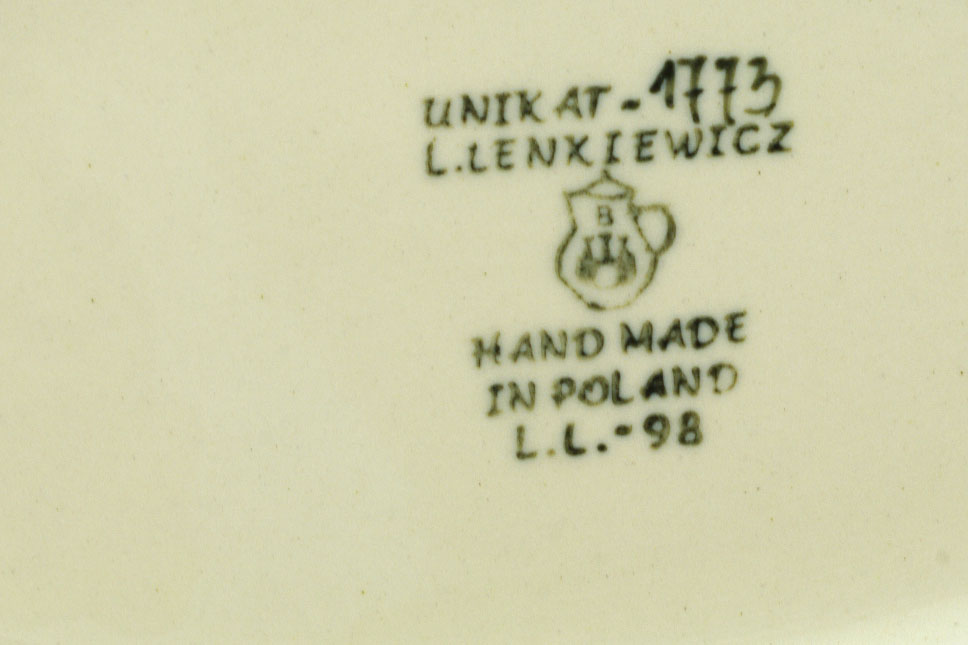 UNIKAT - 1773
L. LENKIEWICZ
B
HAND MADE
IN POLAND
L.L.-98